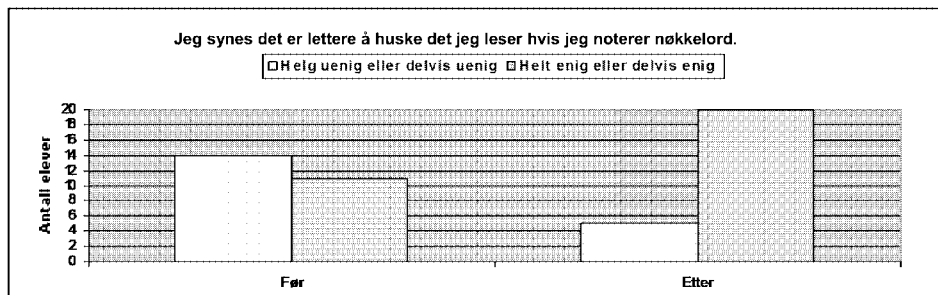 Jeg synes det er lettere å huske det jeg leser hvis jeg noterer nøkkelord.
Helg uenig eller delvis uenig Helt enig eller delvis enig
Antall elever
20
18
16
14
12
10
8
6
4
2
0
Før Etter